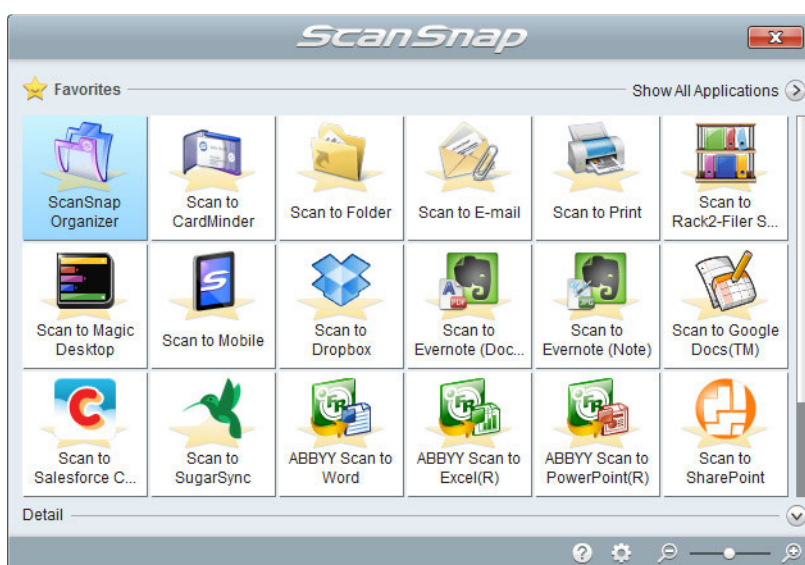 ScanSnap
Favorites
Show All Applications
ScanSnap
Organizer
Scan to
CardMinder
Scan to Folder
Scan to E-mail
Scan to Print
Scan to
Rack2-Filer S...
Scan to Magic
Desktop
Scan to Mobile
Scan to
Dropbox
Scan to
Evernote (Doc...
Scan to
Evernote (Note)
Scan to Google
Docs(TM)
Scan to
Salesforce C...
Scan to
SugarSync
ABBYY Scan to
Word
ABBYY Scan to
Excel(R)
ABBYY Scan to
PowerPoint(R)
Scan to
SharePoint
Detail